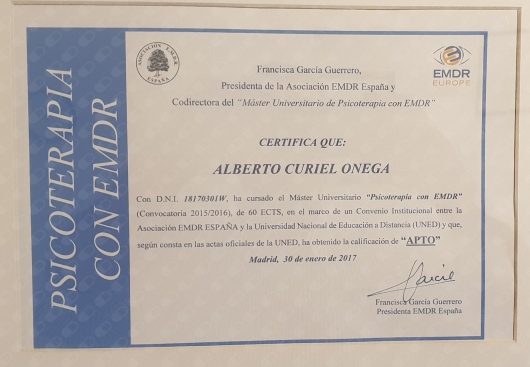 PSICOTERAPIA
CON EMDR
ASOCIACIÓN E.M.D.R.
ESPAÑA
EMDR
EUROPE
Francisca García Guerrero,
Presidenta de la Asociación EMDR España y
Codirectora del "Máster Universitario de Psicoterapia con EMDR"
CERTIFICA QUE:
ALBERTO CURIEL ONEGA
Con D.N.I. 18170301W, ha cursado el Máster Universitario "Psicoterapia con EMDR"
(Convocatoria 2015/2016), de 60 ECTS, en el marco de un Convenio Institucional entre la
Asociación EMDR ESPAÑA y la Universidad Nacional de Educación a Distancia (UNED) y que,
según consta en las actas oficiales de la UNED, ha obtenido la calificación de "APTO"
Madrid, 30 de enero de 2017
Francisca García Guerrero
Presidenta EMDR España